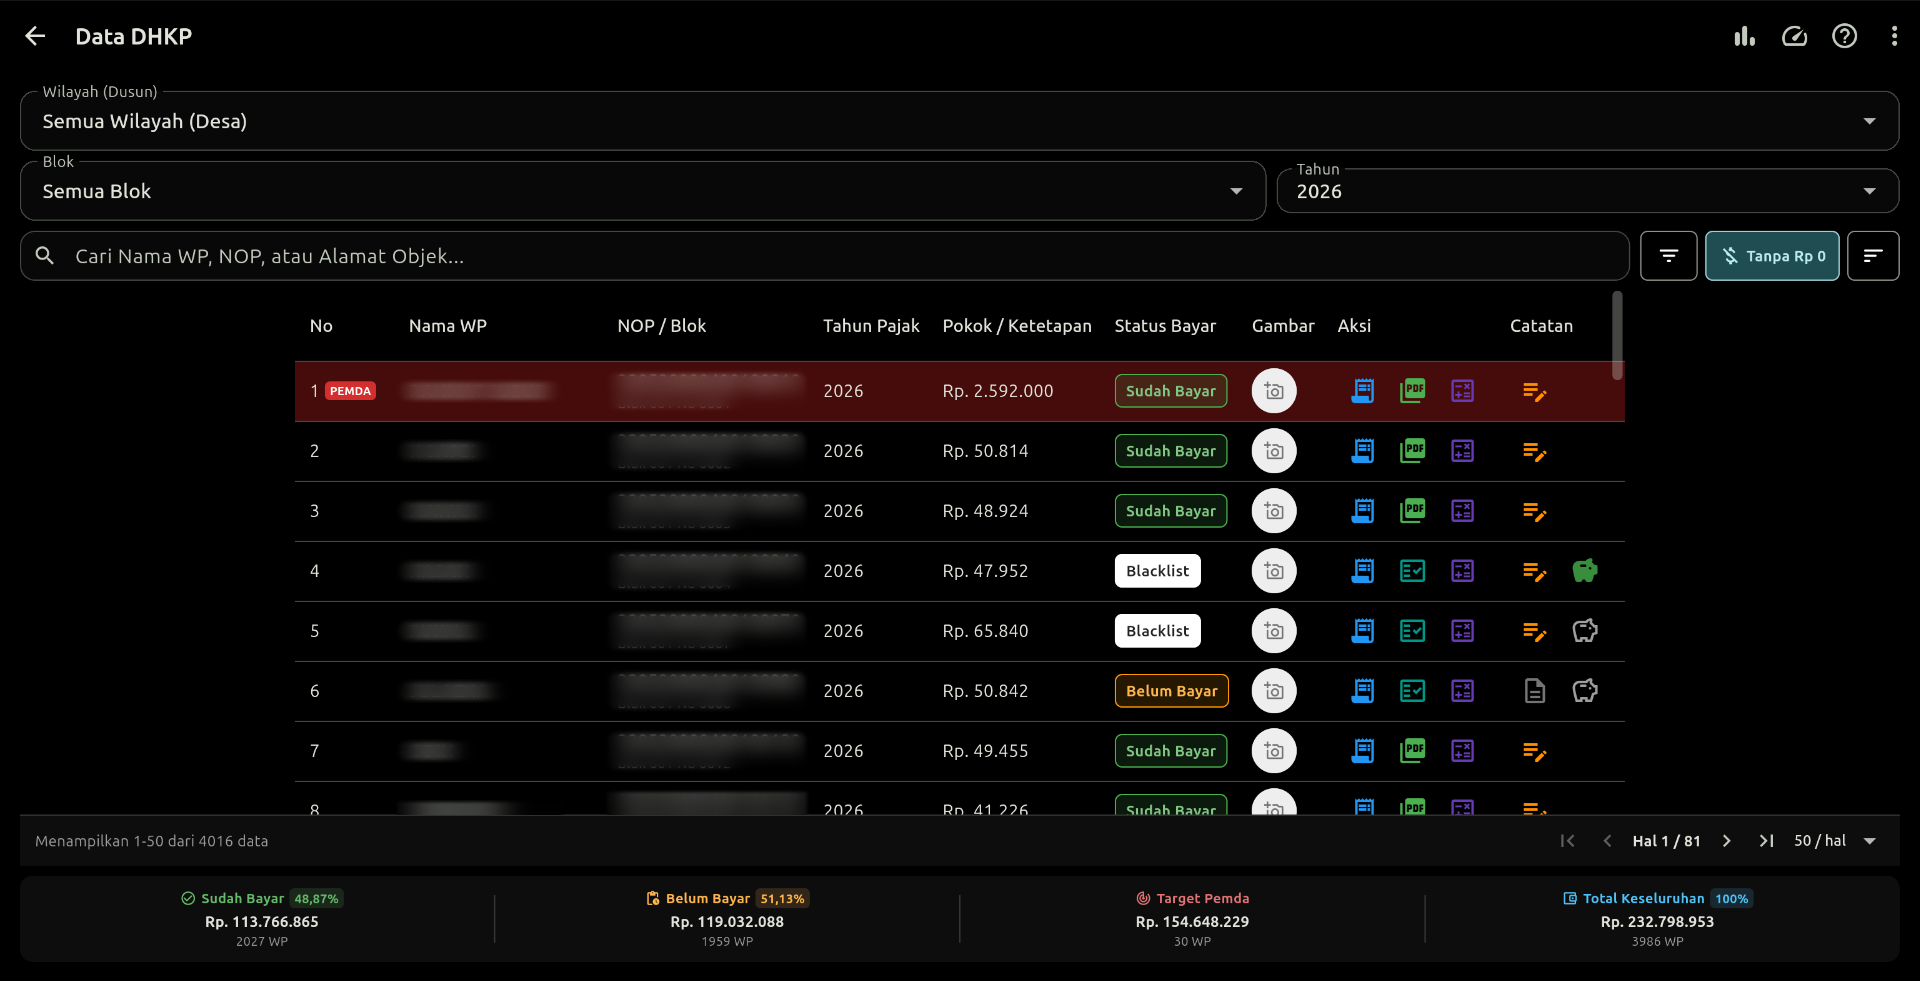 Data DHKP
Wilayah (Dusun)
Semua Wilayah (Desa)
Blok
Semua Blok
Tahun
2026
Cari Nama WP, NOP, atau Alamat Objek...
Tanpa Rp 0
No Nama WP NOP / Blok Tahun Pajak Pokok / Ketetapan Status Bayar Gambar Aksi Catatan
1 PEMDA 2026 Rp. 2.592.000 Sudah Bayar PDF
2 2026 Rp. 50.814 Sudah Bayar PDF
3 2026 Rp. 48.924 Sudah Bayar PDF
4 2026 Rp. 47.952 Blacklist
5 2026 Rp. 65.840 Blacklist
6 2026 Rp. 50.842 Belum Bayar
7 2026 Rp. 49.455 Sudah Bayar PDF
8 2026 Rp. 41.226 Sudah Bayar PDF
Menampilkan 1-50 dari 4016 data
Hal 1 / 81
50 / hal
Sudah Bayar 48,87%
Rp. 113.766.865
2027 WP
Belum Bayar 51,13%
Rp. 119.032.088
1959 WP
Target Pemda
Rp. 154.648.229
30 WP
Total Keseluruhan 100%
Rp. 232.798.953
3986 WP